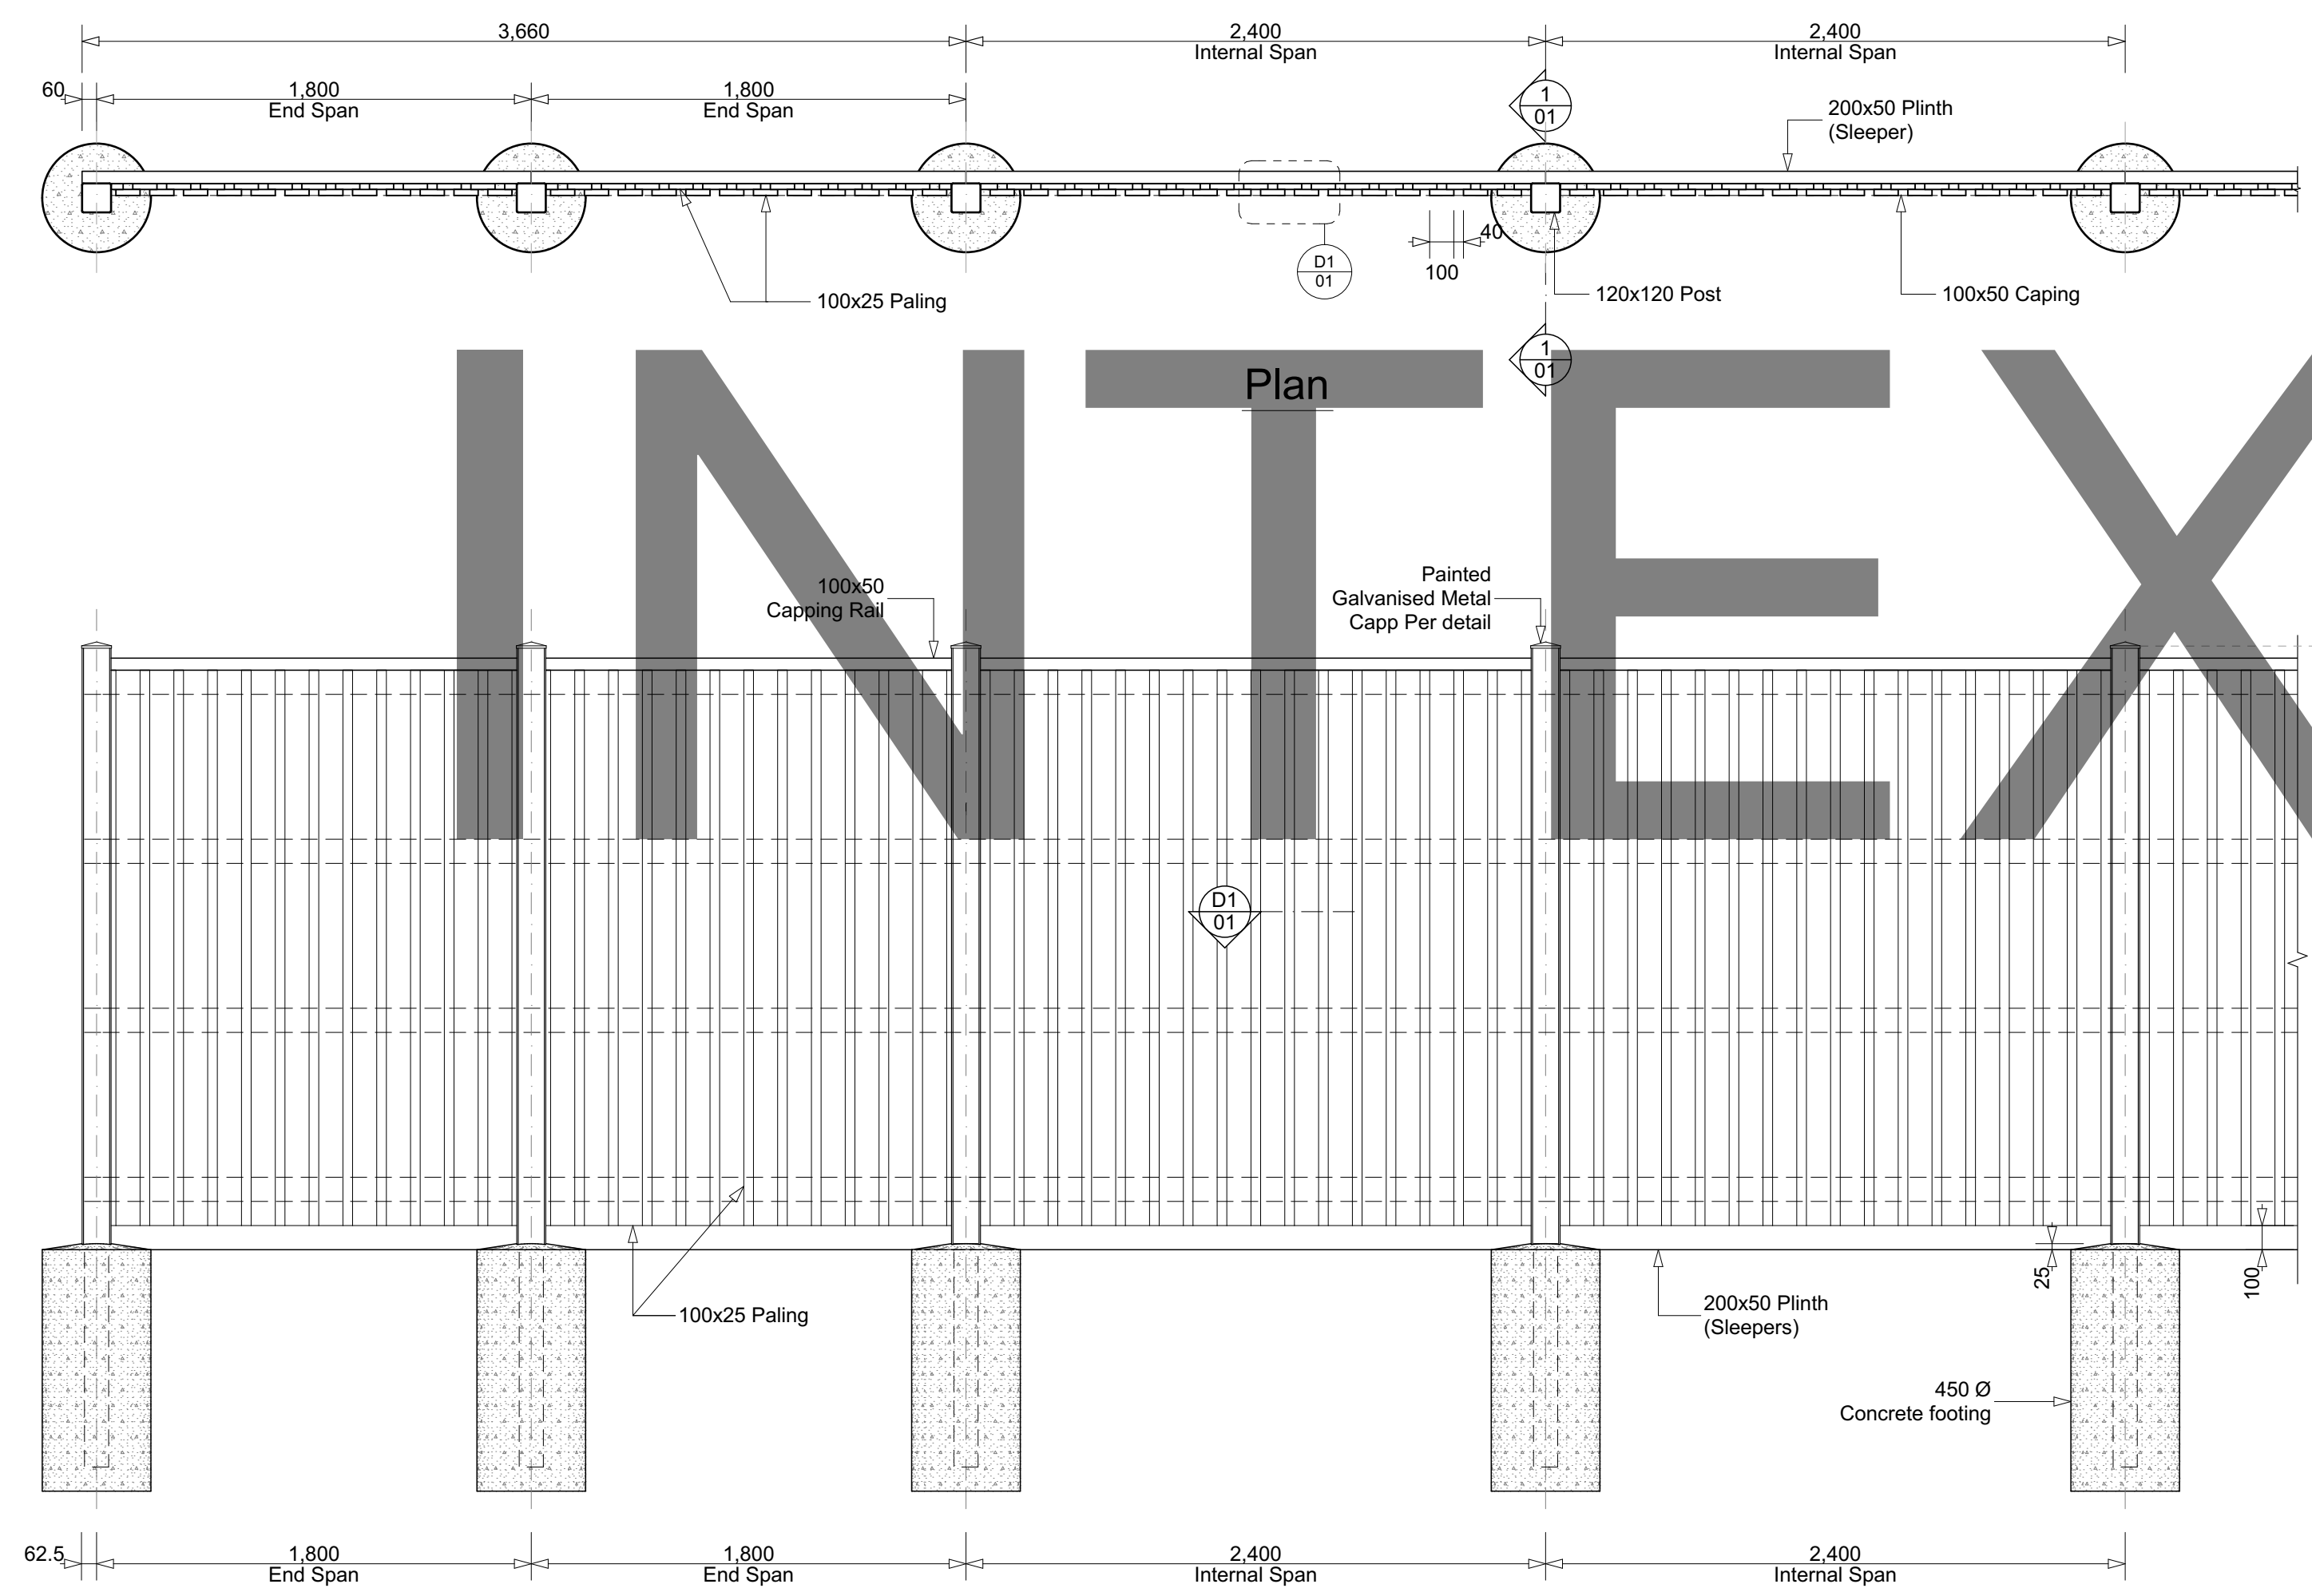 3,660
2,400
Internal Span
2,400
Internal Span
60
1,800
End Span
1,800
End Span
1
01
200x50 Plinth
(Sleeper)
40
100
D1
01
100x25 Paling
120x120 Post
100x50 Caping
1
01
Plan
INTEX
100x50
Capping Rail
Painted
Galvanised Metal
Capp Per detail
D1
01
25
100
100x25 Paling
200x50 Plinth
(Sleepers)
450 Ø
Concrete footing
62.5
1,800
End Span
1,800
End Span
2,400
Internal Span
2,400
Internal Span